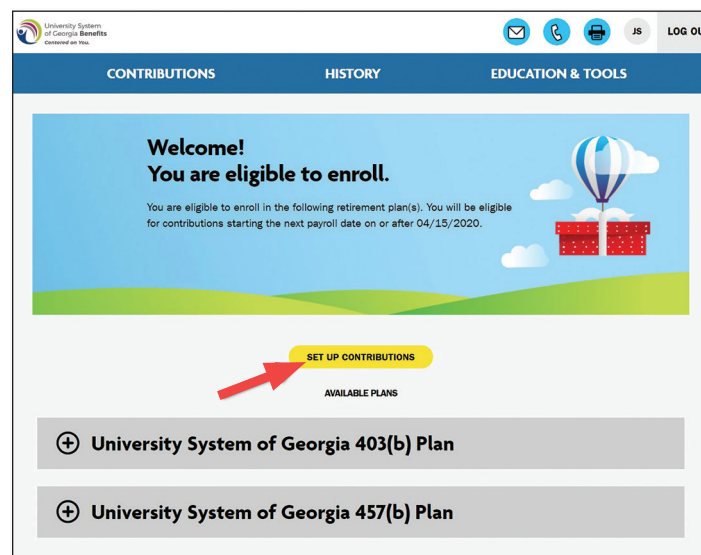 University System
of Georgia Benefits
Centered on You.
JS
LOG OU
CONTRIBUTIONS HISTORY EDUCATION & TOOLS
Welcome!
You are eligible to enroll.
You are eligible to enroll in the following retirement plan(s). You will be eligible
for contributions starting the next payroll date on or after 04/15/2020.
SET UP CONTRIBUTIONS
AVAILABLE PLANS
University System of Georgia 403(b) Plan
University System of Georgia 457(b) Plan